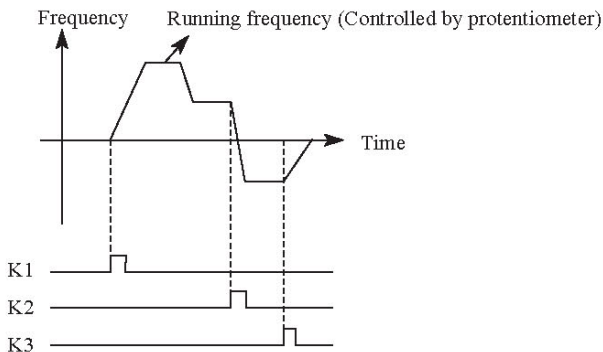 Frequency
Running frequency (Controlled by protentiometer)
Time
K1
K2
K3